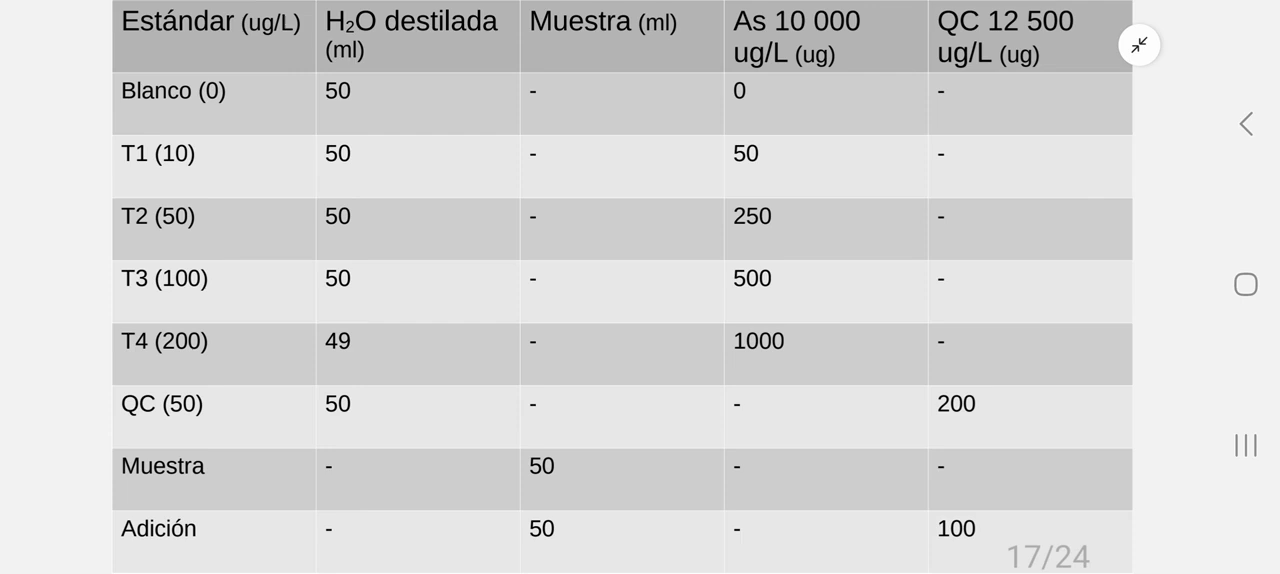 Estándar (ug/L) H₂O destilada (ml) Muestra (ml) As 10 000 ug/L (ug) QC 12 500 ug/L (ug)
Blanco (0) 50 - 0 -
T1 (10) 50 - 50 -
T2 (50) 50 - 250 -
T3 (100) 50 - 500 -
T4 (200) 49 - 1000 -
QC (50) 50 - - 200
Muestra - 50 - -
Adición - 50 - 100
17/24